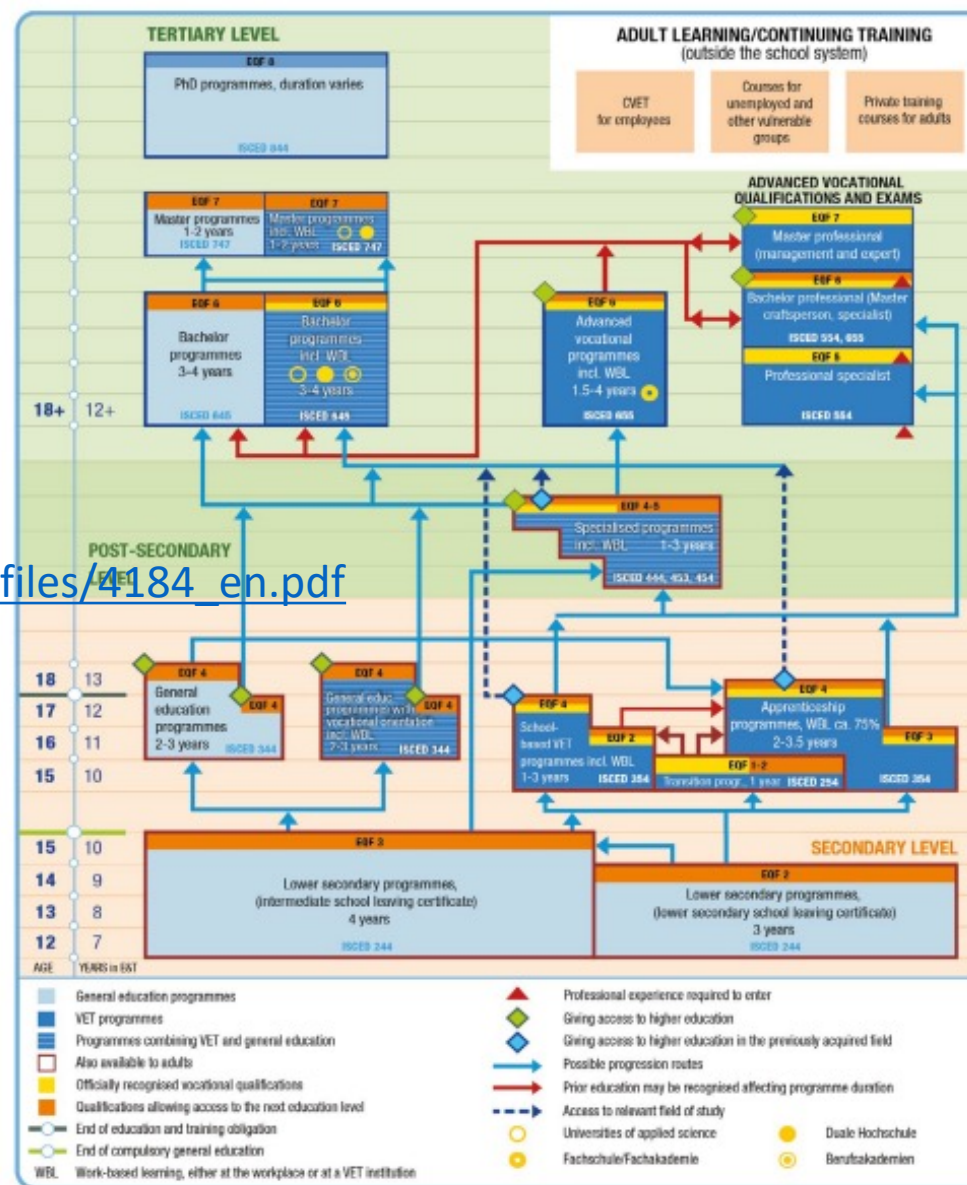 TERTIARY LEVEL
ADULT LEARNING/CONTINUING TRAINING
(outside the school system)
CVET
for employees
Courses for
unemployed and
other vulnerable
groups
Private training
courses for adults
EQF 8
PhD programmes, duration varies
ISCED 844
EQF 7
Master programmes
1-2 years
ISCED 747
EQF 7
Master programmes
incl. WBL
1-2 years ISCED 747
ADVANCED VOCATIONAL
QUALIFICATIONS AND EXAMS
EQF 7
Master professional
(management and expert)
EQF 6
Bachelor professional (Master
craftsperson, specialist)
ISCED 554, 655
EQF 5
Professional specialist
ISCED 554
EQF 6
Bachelor
programmes
3-4 years
ISCED 645
EQF 6
Bachelor
programmes
incl. WBL
3-4 years
ISCED 645
EQF 6
Advanced
vocational
programmes
incl. WBL
1.5-4 years
ISCED 655
18+ 12+
POST-SECONDARY
LEVEL
files/4184_en.pdf
EQF 4-5
Specialised programmes
incl. WBL 1-3 years
ISCED 444, 453, 454
18 13
17 12
16 11
15 10
EQF 4
General
education
programmes
2-3 years
EQF 4
ISCED 344
EQF 4
General educ.
programmes with
vocational orientation
incl. WBL
2-3 years
EQF 4
ISCED 344
EQF 4
School-
based VET
programmes incl. WBL
1-3 years
EQF 2
ISCED 354
EQF 4
Apprenticeship
programmes, WBL ca. 75%
2-3.5 years
EQF 3
ISCED 354
EQF 1-2
Transition progr., 1 year ISCED 254
SECONDARY LEVEL
15 10
14 9
13 8
12 7
AGE YEARS in E&T
EQF 3
Lower secondary programmes,
(intermediate school leaving certificate)
4 years
ISCED 244
EQF 2
Lower secondary programmes,
(lower secondary school leaving certificate)
3 years
ISCED 244
General education programmes
VET programmes
Programmes combining VET and general education
Also available to adults
Officially recognised vocational qualifications
Qualifications allowing access to the next education level
End of education and training obligation
End of compulsory general education
WBL Work-based learning, either at the workplace or at a VET institution
Professional experience required to enter
Giving access to higher education
Giving access to higher education in the previously acquired field
Possible progression routes
Prior education may be recognised affecting programme duration
Access to relevant field of study
Universities of applied science
Duale Hochschule
Fachschule/Fachakademie
Berufsakademien